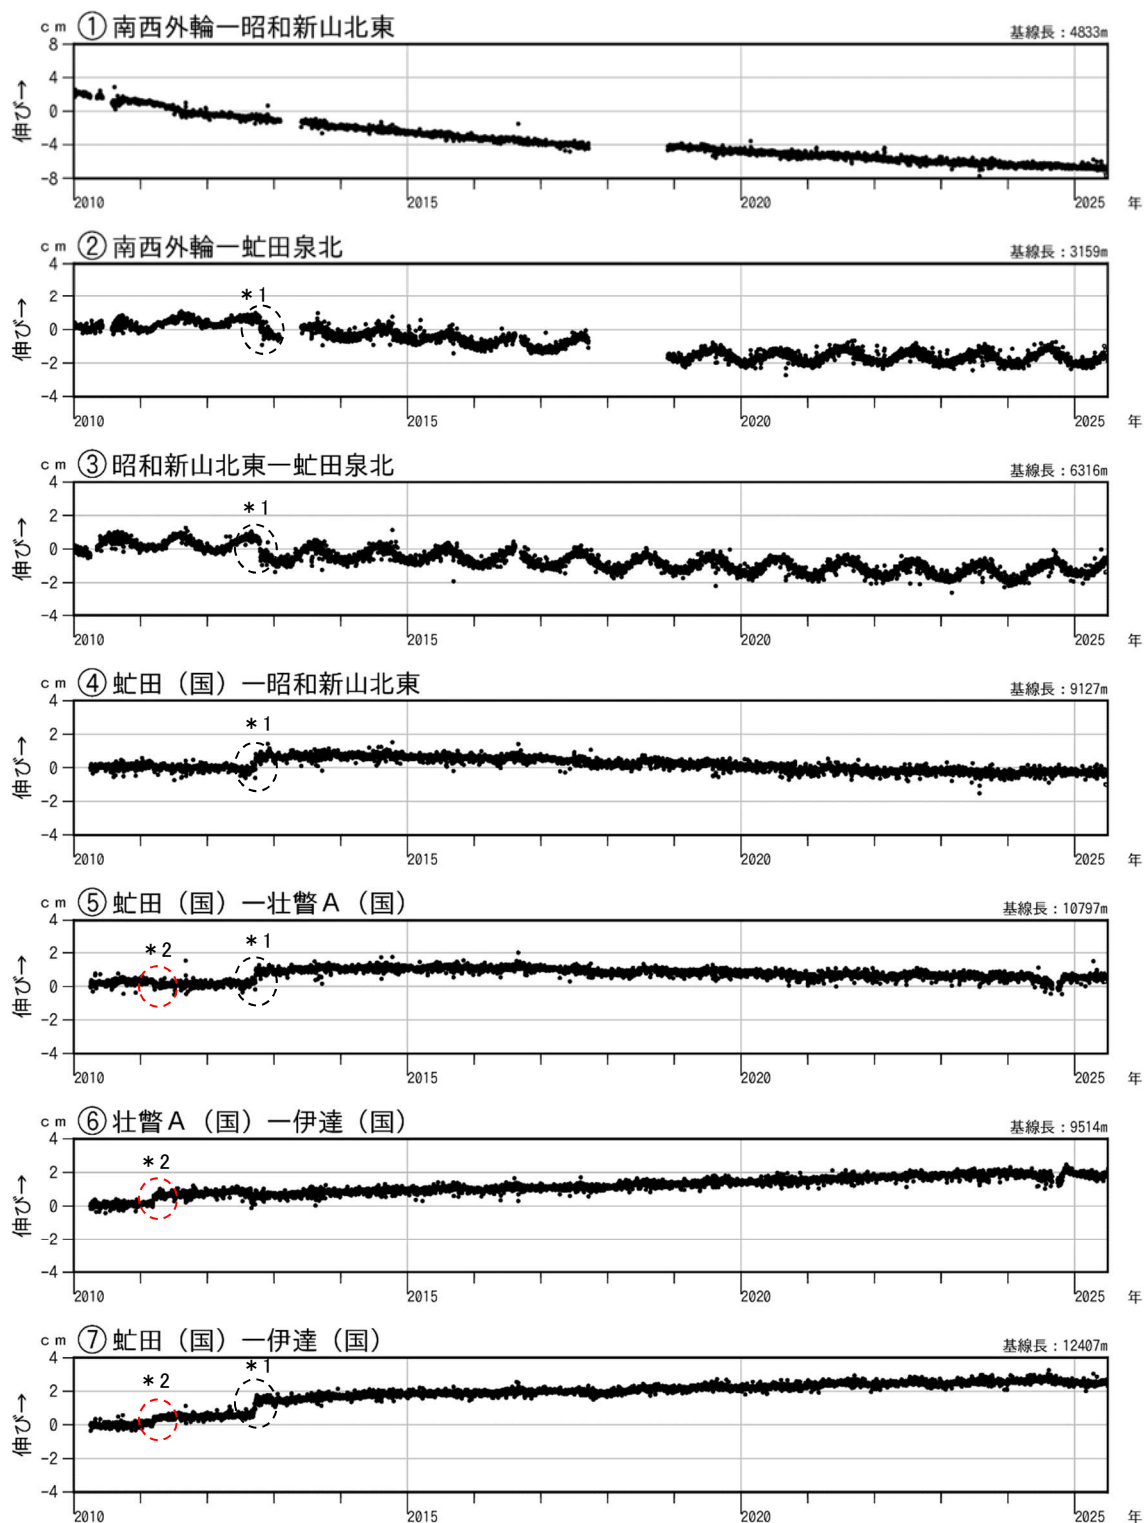 cm ①南西外輪―昭和新山北東 基線長：4833m
8
4
0
-4
-8
伸び→
2010 2015 2020 2025 年
cm ②南西外輪―虻田泉北 基線長：3159m
＊1
4
2
0
-2
-4
伸び→
2010 2015 2020 2025 年
cm ③昭和新山北東―虻田泉北 基線長：6316m
＊1
4
2
0
-2
-4
伸び→
2010 2015 2020 2025 年
cm ④虻田（国）―昭和新山北東 基線長：9127m
＊1
4
2
0
-2
-4
伸び→
2010 2015 2020 2025 年
cm ⑤虻田（国）―壮瞥Ａ（国） 基線長：10797m
＊2 ＊1
4
2
0
-2
-4
伸び→
2010 2015 2020 2025 年
cm ⑥壮瞥Ａ（国）―伊達（国） 基線長：9514m
＊2
4
2
0
-2
-4
伸び→
2010 2015 2020 2025 年
cm ⑦虻田（国）―伊達（国） 基線長：12407m
＊2 ＊1
4
2
0
-2
-4
伸び→
2010 2015 2020 2025 年